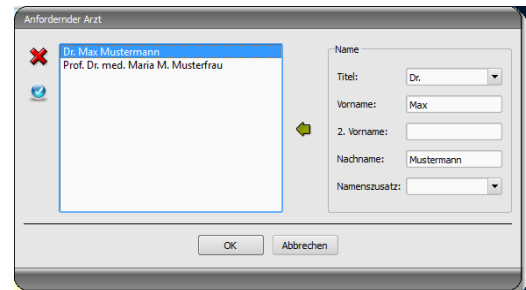 Anfordernder Arzt
Dr. Max Mustermann
Prof. Dr. med. Maria M. Musterfrau
Name
Titel: Dr.
Vorname: Max
2. Vorname:
Nachname: Mustermann
Namenszusatz:
OK Abbrechen